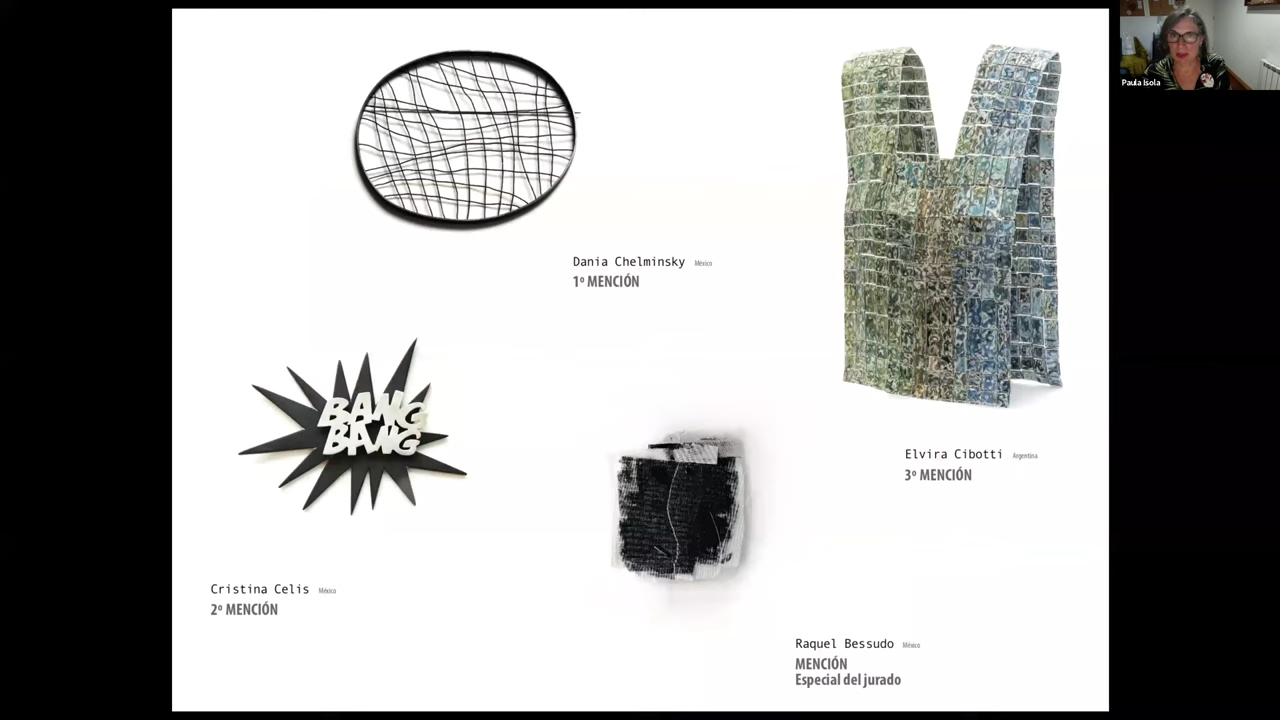 Paula Isola
Dania Chelminsky México
1º MENCIÓN
BANG
BANG
Elvira Cibotti Argentina
3º MENCIÓN
Cristina Celis México
2º MENCIÓN
Raquel Bessudo México
MENCIÓN
Especial del jurado